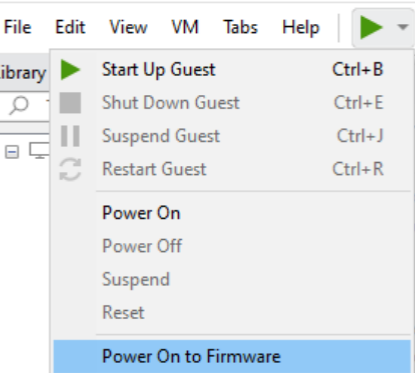 File Edit View VM Tabs Help
ibrary
Start Up Guest Ctrl+B
Shut Down Guest Ctrl+E
Suspend Guest Ctrl+J
Restart Guest Ctrl+R
Power On
Power Off
Suspend
Reset
Power On to Firmware